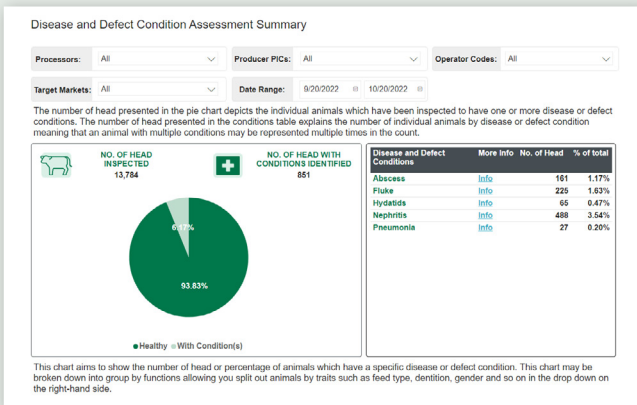 Disease and Defect Condition Assessment Summary
Processors: All Producer PICs: All Operator Codes: All
Target Markets: All Date Range: 9/20/2022 10/20/2022
The number of head presented in the pie chart depicts the individual animals which have been inspected to have one or more disease or defect
conditions. The number of head presented in the conditions table explains the number of individual animals by disease or defect condition
meaning that an animal with multiple conditions may be represented multiple times in the count.
NO. OF HEAD
INSPECTED
13,784
NO. OF HEAD WITH
CONDITIONS IDENTIFIED
851
6.17%
93.83%
Healthy With Condition(s)
Disease and Defect
Conditions More Info No. of Head % of total
Abscess Info 161 1.17%
Fluke Info 225 1.63%
Hydatids Info 65 0.47%
Nephritis Info 488 3.54%
Pneumonia Info 27 0.20%
This chart aims to show the number of head or percentage of animals which have a specific disease or defect condition. This chart may be
broken down into group by functions allowing you split out animals by traits such as feed type, dentition, gender and so on in the drop down on
the right-hand side.